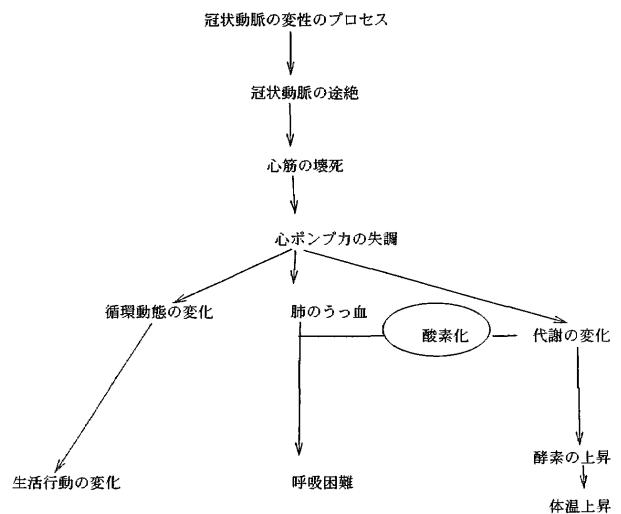 冠状動脈の変性のプロセス
冠状動脈の途絶
心筋の壊死
心ポンプ力の失調
循環動態の変化
肺のうっ血
酸素化
代謝の変化
酵素の上昇
生活行動の変化
呼吸困難
体温上昇